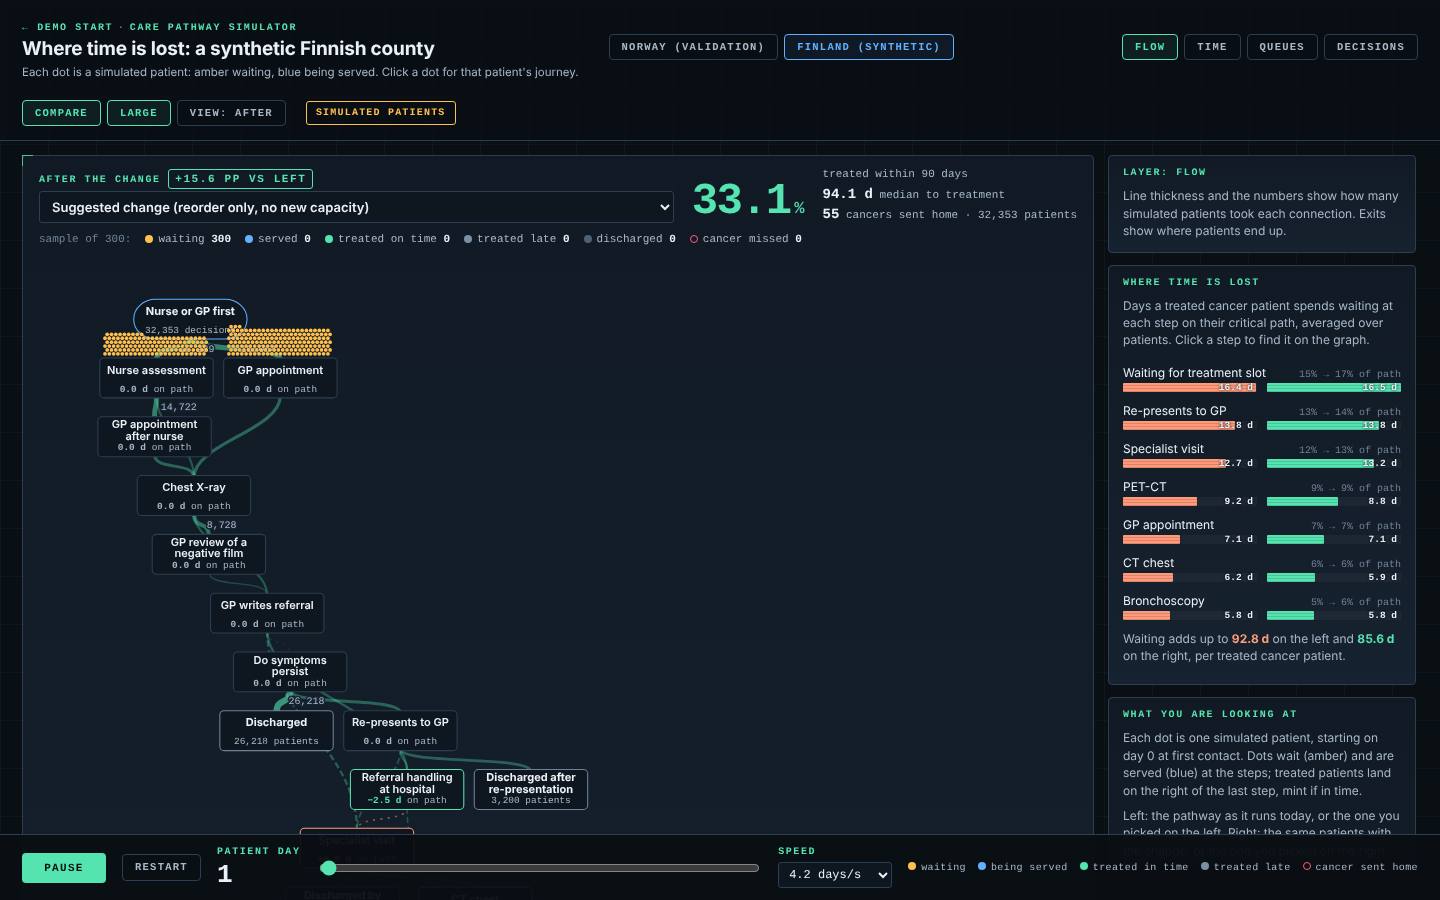 ← DEMO START · CARE PATHWAY SIMULATOR
Where time is lost: a synthetic Finnish county
Each dot is a simulated patient: amber waiting, blue being served. Click a dot for that patient's journey.
NORWAY (VALIDATION)
FINLAND (SYNTHETIC)
FLOW
TIME
QUEUES
DECISIONS
COMPARE
LARGE
VIEW: AFTER
SIMULATED PATIENTS
AFTER THE CHANGE +15.6 PP VS LEFT
Suggested change (reorder only, no new capacity)
33.1%
treated within 90 days
94.1 d median to treatment
55 cancers sent home · 32,353 patients
sample of 300: waiting 300 served 0 treated on time 0 treated late 0 discharged 0 cancer missed 0
Nurse or GP first
32,353 decision
Nurse assessment
0.0 d on path
GP appointment
0.0 d on path
14,722
GP appointment
after nurse
0.0 d on path
Chest X-ray
0.0 d on path
8,728
GP review of a
negative film
0.0 d on path
GP writes referral
0.0 d on path
Do symptoms
persist
0.0 d on path
26,218
Discharged
26,218 patients
Re-presents to GP
0.0 d on path
Referral handling
at hospital
−2.5 d on path
Discharged after
re-presentation
3,200 patients
LAYER: FLOW
Line thickness and the numbers show how many
simulated patients took each connection. Exits
show where patients end up.
WHERE TIME IS LOST
Days a treated cancer patient spends waiting at
each step on their critical path, averaged over
patients. Click a step to find it on the graph.
Waiting for treatment slot 15% → 17% of path
16.4 d 16.5 d
Re-presents to GP 13% → 14% of path
13.8 d 13.8 d
Specialist visit 12% → 13% of path
12.7 d 13.2 d
PET-CT 9% → 9% of path
9.2 d 8.8 d
GP appointment 7% → 7% of path
7.1 d 7.1 d
CT chest 6% → 6% of path
6.2 d 5.9 d
Bronchoscopy 5% → 6% of path
5.8 d 5.8 d
Waiting adds up to 92.8 d on the left and 85.6 d
on the right, per treated cancer patient.
WHAT YOU ARE LOOKING AT
Each dot is one simulated patient, starting on
day 0 at first contact. Dots wait (amber) and are
served (blue) at the steps; treated patients land
on the right of the last step, mint if in time.
Left: the pathway as it runs today, or the one you
picked on the left. Right: the same patients with
PAUSE
RESTART
PATIENT DAY
1
SPEED
4.2 days/s
waiting being served treated in time treated late cancer sent home